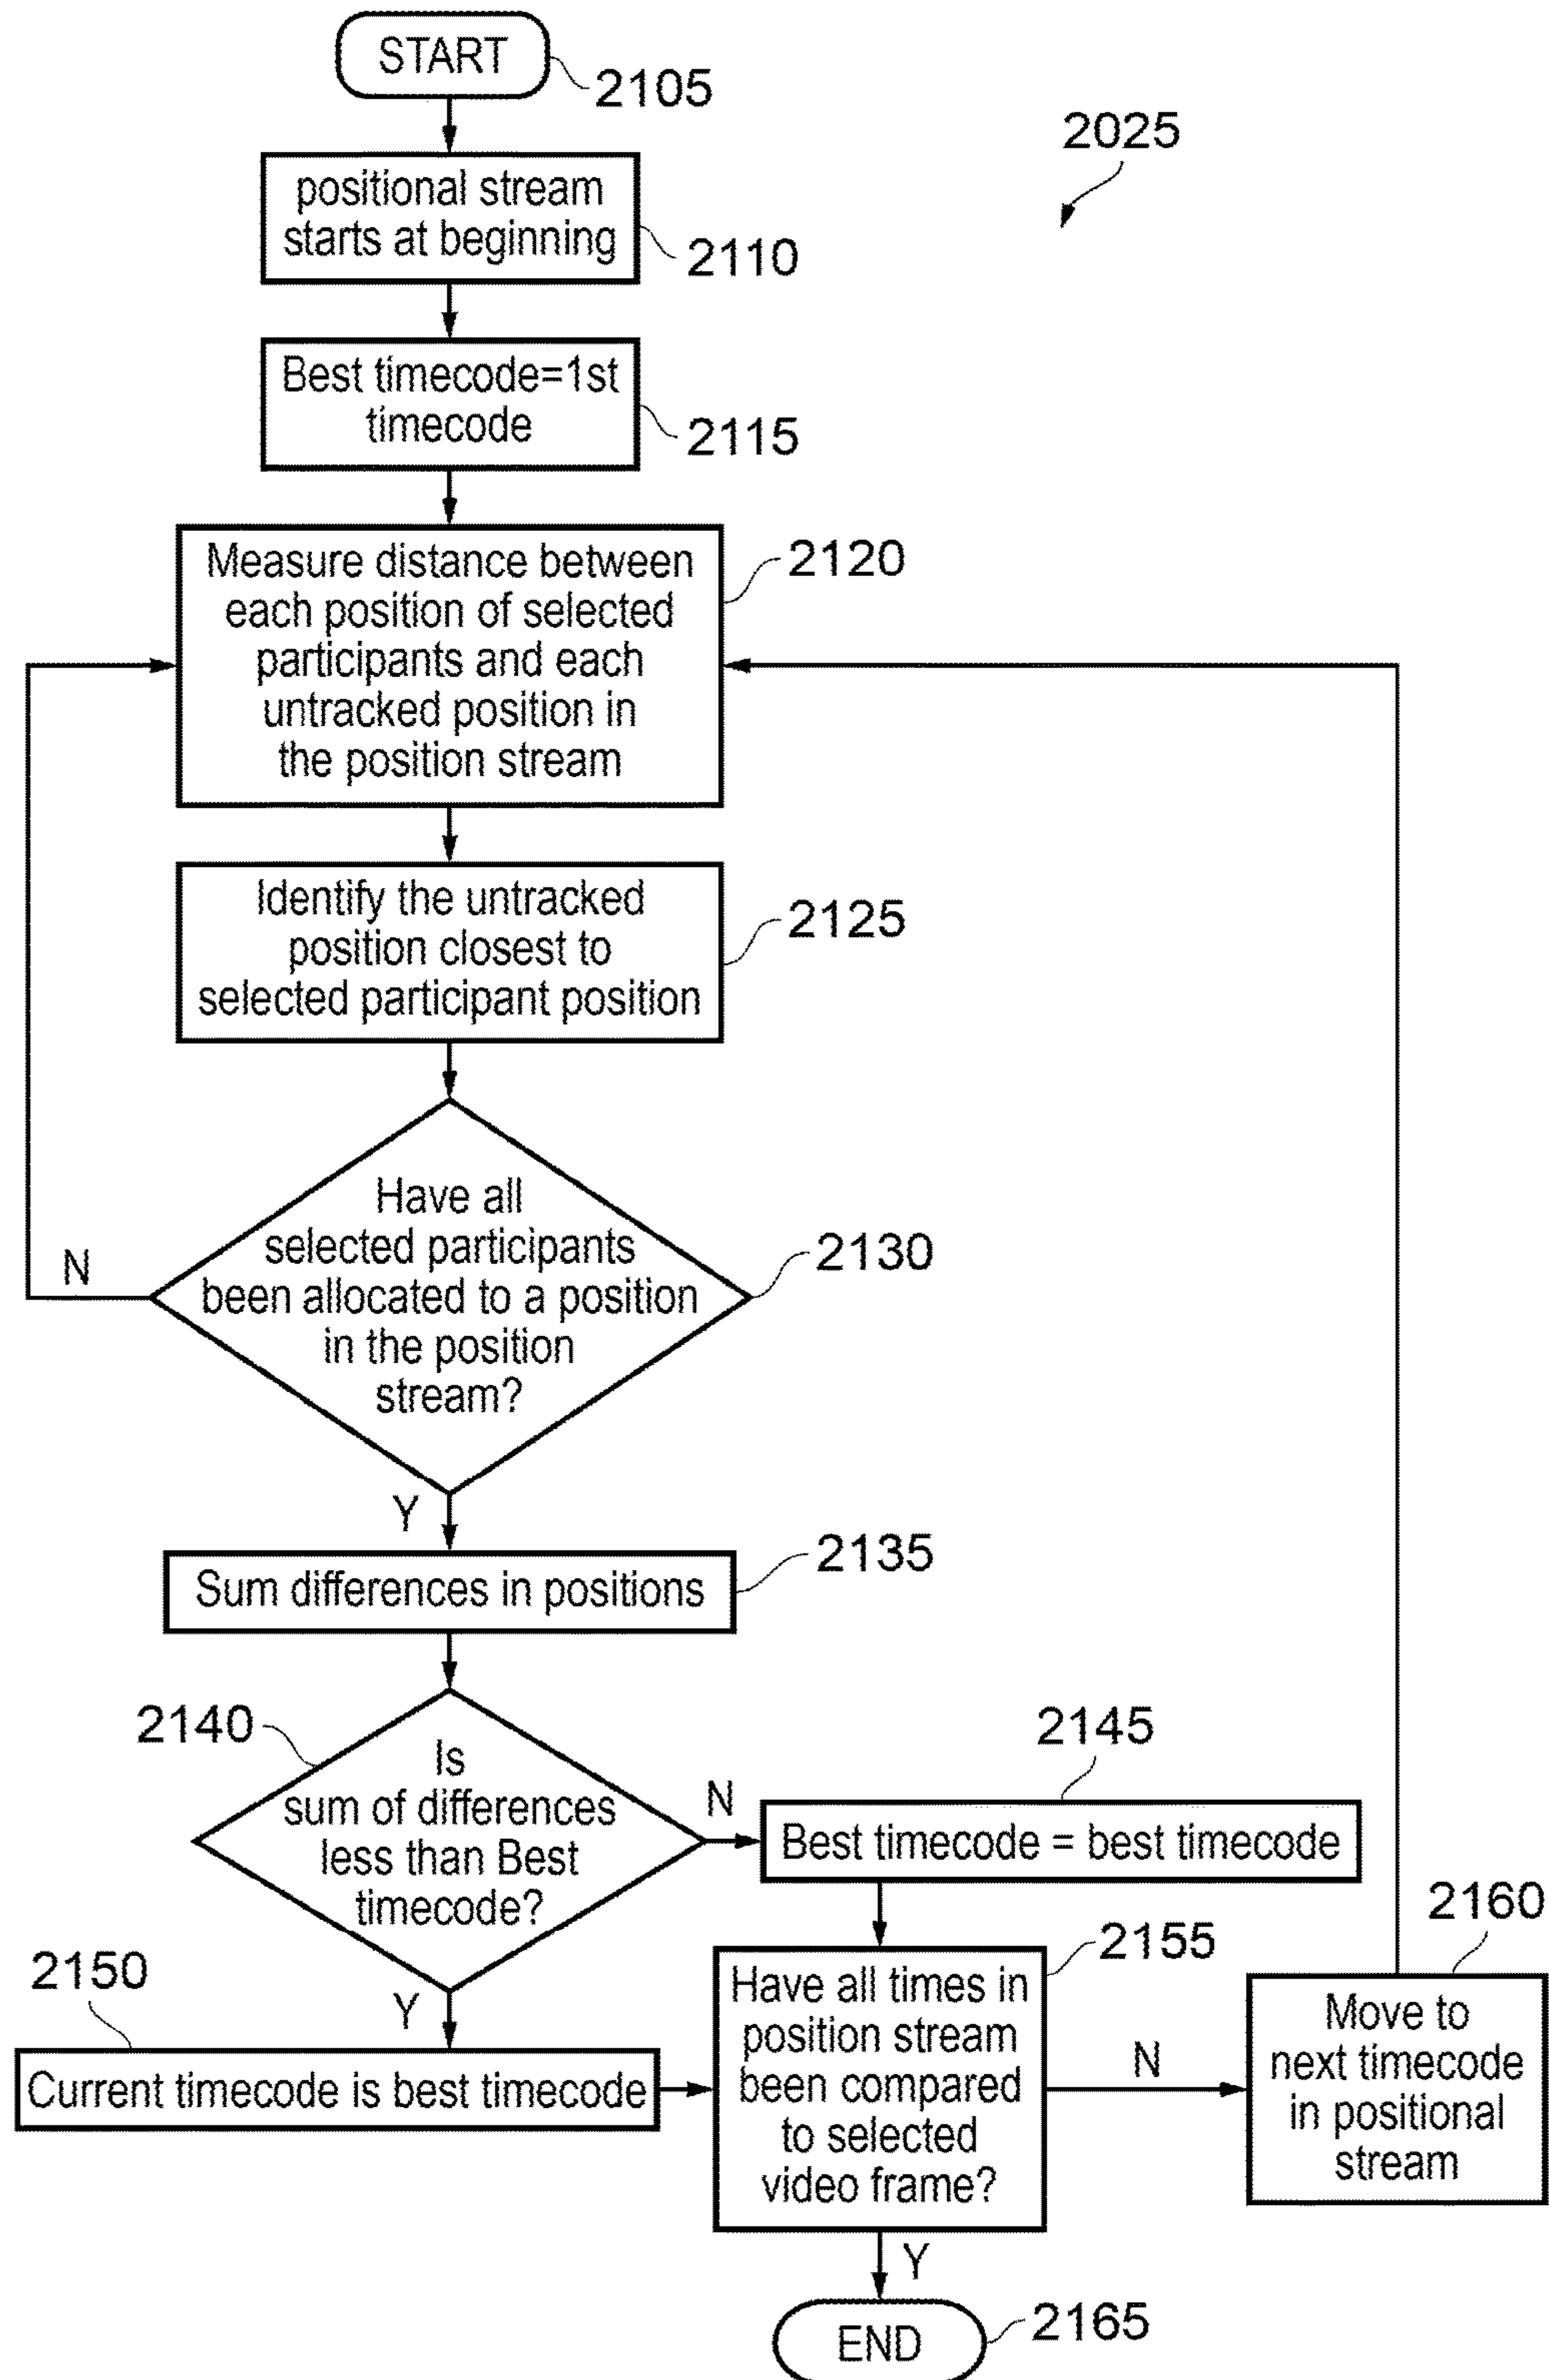 START
2105
2025
positional stream
starts at beginning
2110
Best timecode=1st
timecode
2115
Measure distance between
each position of selected
participants and each
untracked position in
the position stream
2120
Identify the untracked
position closest to
selected participant position
2125
Have all
selected participants
been allocated to a position
in the position
stream?
2130
N
Y
Sum differences in positions
2135
2140
Is
sum of differences
less than Best
timecode?
N
2145
Best timecode = best timecode
Y
2150
Current timecode is best timecode
2155
Have all times in
position stream
been compared
to selected
video frame?
N
2160
Move to
next timecode
in positional
stream
Y
END
2165